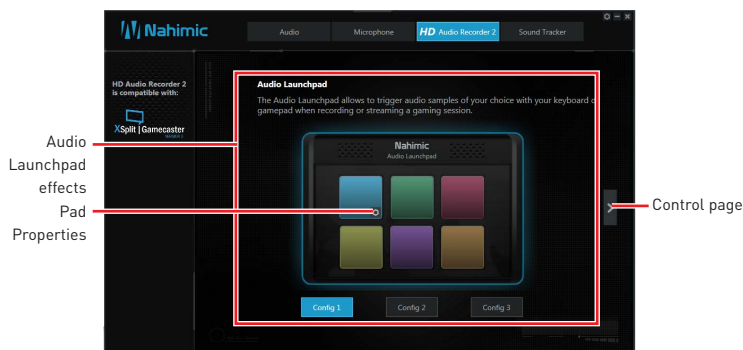 Nahimic
Audio
Microphone
HD Audio Recorder 2
Sound Tracker
HD Audio Recorder 2
is compatible with:
XSplit | Gamecaster
Audio Launchpad
The Audio Launchpad allows to trigger audio samples of your choice with your keyboard o
gamepad when recording or streaming a gaming session.
Nahimic
Audio Launchpad
Config 1
Config 2
Config 3
Audio
Launchpad
effects
Pad
Properties
Control page